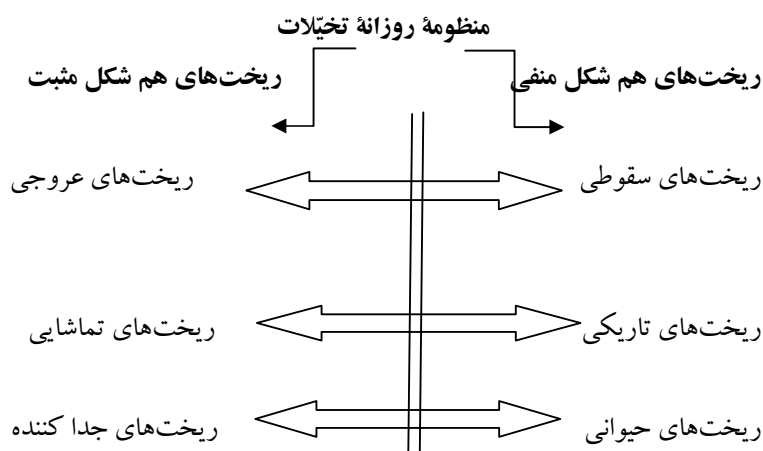 منظومهٔ روزانهٔ تخیّلات
ریخت‌های هم شکل منفی
ریخت‌های هم شکل مثبت
ریخت‌های سقوطی
ریخت‌های عروجی
ریخت‌های تاریکی
ریخت‌های تماشایی
ریخت‌های حیوانی
ریخت‌های جدا کننده